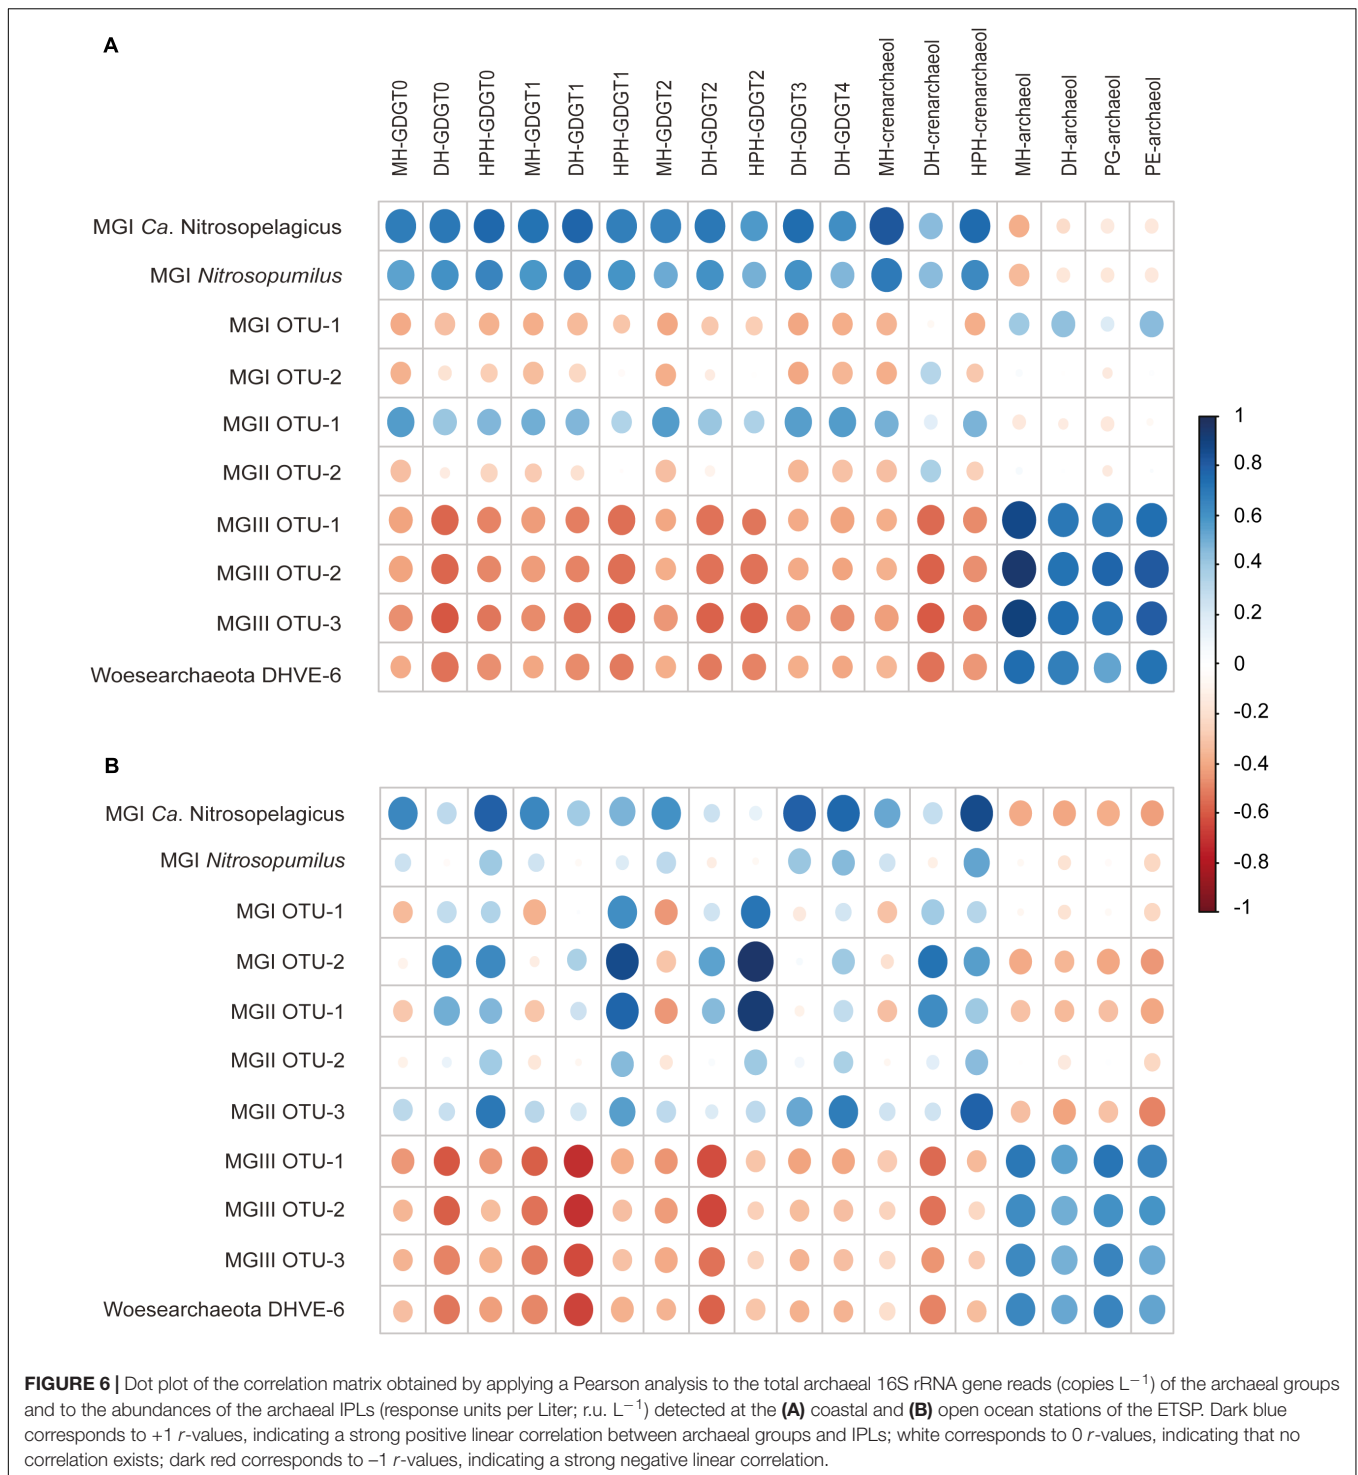 A
MH-GDGT0
DH-GDGT0
HPH-GDGT0
MH-GDGT1
DH-GDGT1
HPH-GDGT1
MH-GDGT2
DH-GDGT2
HPH-GDGT2
DH-GDGT3
DH-GDGT4
MH-crenarchaeol
DH-crenarchaeol
HPH-crenarchaeol
MH-archaeol
DH-archaeol
PG-archaeol
PE-archaeol
MGI Ca. Nitrosopelagicus
MGI Nitrosopumilus
MGI OTU-1
MGI OTU-2
MGII OTU-1
MGII OTU-2
MGIII OTU-1
MGIII OTU-2
MGIII OTU-3
Woesearchaeota DHVE-6
1
0.8
0.6
0.4
0.2
0
-0.2
-0.4
-0.6
-0.8
-1
B
MGI Ca. Nitrosopelagicus
MGI Nitrosopumilus
MGI OTU-1
MGI OTU-2
MGII OTU-1
MGII OTU-2
MGII OTU-3
MGIII OTU-1
MGIII OTU-2
MGIII OTU-3
Woesearchaeota DHVE-6
FIGURE 6 | Dot plot of the correlation matrix obtained by applying a Pearson analysis to the total archaeal 16S rRNA gene reads (copies L−1) of the archaeal groups
and to the abundances of the archaeal IPLs (response units per Liter; r.u. L−1) detected at the (A) coastal and (B) open ocean stations of the ETSP. Dark blue
corresponds to +1 r-values, indicating a strong positive linear correlation between archaeal groups and IPLs; white corresponds to 0 r-values, indicating that no
correlation exists; dark red corresponds to –1 r-values, indicating a strong negative linear correlation.